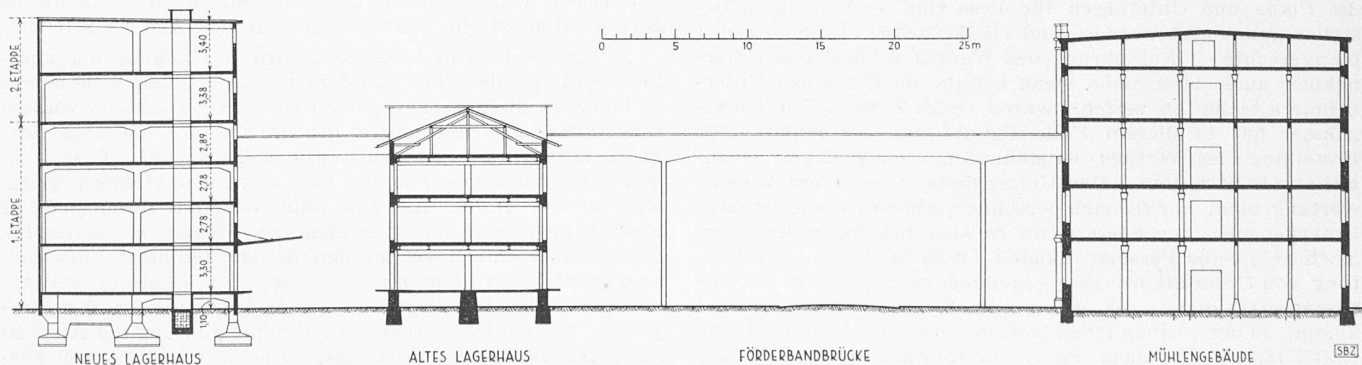 2.ETAPPE
1.ETAPPE
3,40
3,38
2,89
2,78
2,78
3,30
1,10
0 5 10 15 20 25m
NEUES LAGERHAUS
ALTES LAGERHAUS
FÖRDERBANDBRÜCKE
MÜHLENGEBÄUDE
SBZ